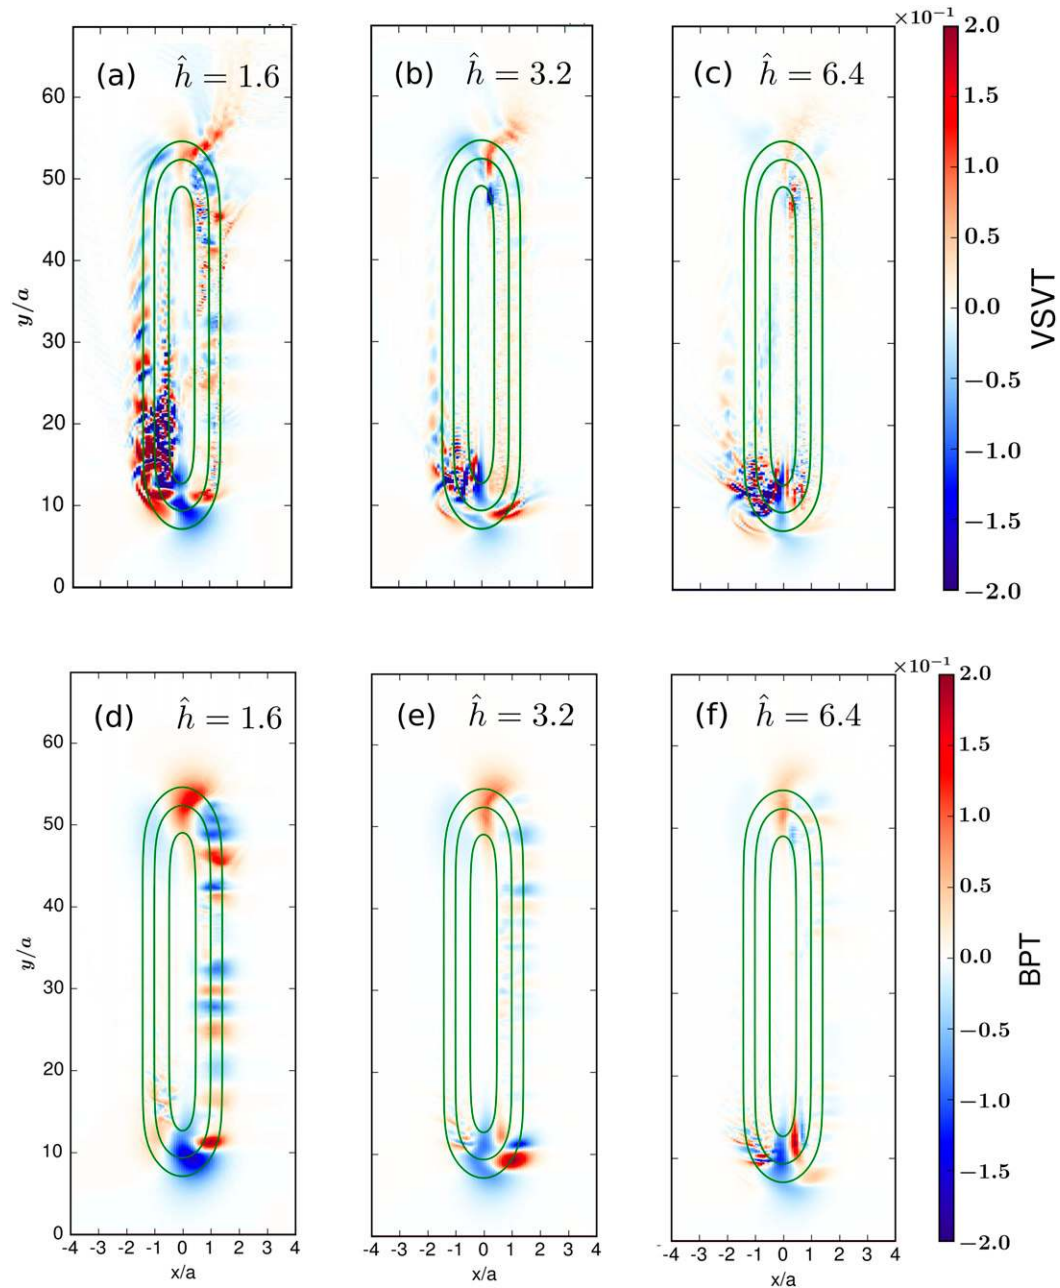 ×10⁻¹
(a) ĥ = 1.6
(b) ĥ = 3.2
(c) ĥ = 6.4
60
50
40
30
20
10
0
y/a
2.0
1.5
1.0
0.5
0.0
−0.5
−1.0
−1.5
−2.0
VSVT
×10⁻¹
(d) ĥ = 1.6
(e) ĥ = 3.2
(f) ĥ = 6.4
60
50
40
30
20
10
0
y/a
-4 -3 -2 -1 0 1 2 3 4
x/a
-4 -3 -2 -1 0 1 2 3 4
x/a
-4 -3 -2 -1 0 1 2 3 4
x/a
2.0
1.5
1.0
0.5
0.0
−0.5
−1.0
−1.5
−2.0
BPT